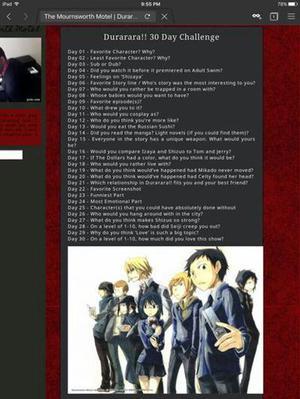 iPad
9:55 PM
78%
The Mournsworth Motel | Durar...
Durarara!! 30 Day Challenge
Day 01 - Favorite Character? Why?
Day 02 - Least Favorite Character? Why?
Day 03 - Sub or Dub?
Day 04 - Did you watch it before it premiered on Adult Swim?
Day 05 - Feelings on 'Shizaya'
Day 06 - Favorite Story line / Who's story was the most interesting to you?
Day 07 - Who would you rather be trapped in a room with?
Day 08 - Whose babies would you want to have?
Day 09 - Favorite episode(s)?
Day 10 - What drew you to it?
Day 11 - Who would you cosplay as?
Day 12 - Who do you think you're more like?
Day 13 - Would you eat the Russian Sushi?
Day 14 - Did you read the manga? Light novels (if you could find them)?
Day 15 - Everyone in the story has a unique weapon. What would yours
be?
Day 16 - Would you compare Izaya and Shizuo to Tom and Jerry?
Day 17 - If The Dollars had a color, what do you think it would be?
Day 18 - Who would you rather live with?
Day 19 - What do you think would've happened had Mikado never moved?
Day 20 - What do you think would've happened had Celty found her head?
Day 21 - Which relationship in Durarara!! fits you and your best friend?
Day 22 - Favorite Screenshot
Day 23 - Funniest Part
Day 24 - Most Emotional Part
Day 25 - Character(s) that you could have absolutely done without
Day 26 - Who would you hang around with in the city?
Day 27 - What do you think makes Shizuo so strong?
Day 28 - On a level of 1-10, how bad did Seiji creep you out?
Day 29 - Why do you think 'Love' is such a big topic?
Day 30 - On a level of 1-10, how much did you love this show?